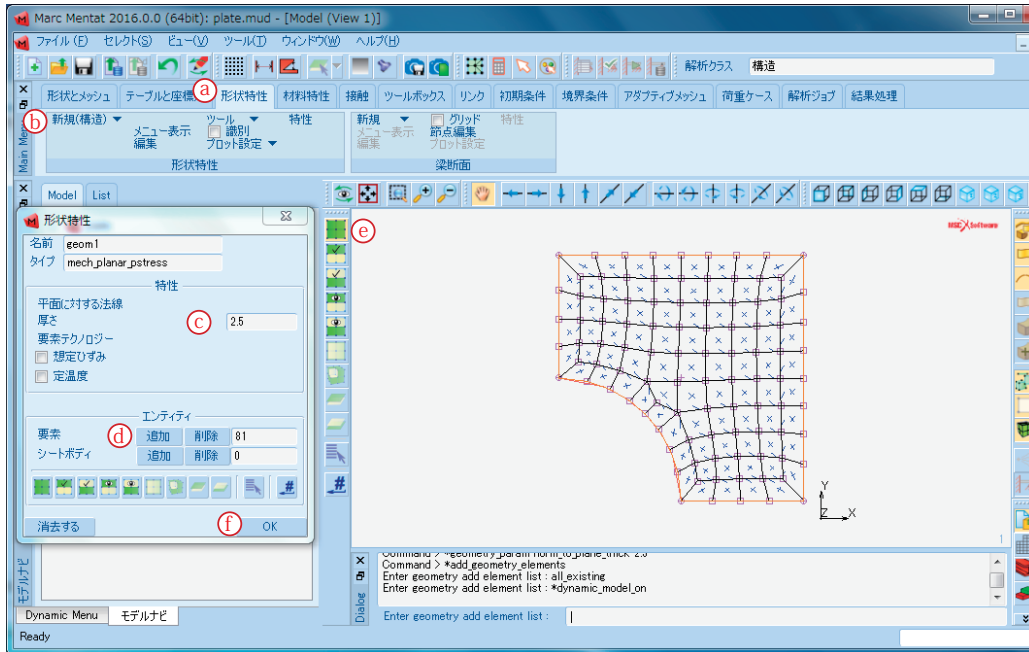 Marc Mentat 2016.0.0 (64bit): plate.mud - [Model (View 1)]
ファイル(F) セレクト(S) ビュー(V) ツール(T) ウィンドウ(W) ヘルプ(H)
解析クラス 構造
形状とメッシュ テーブルと座標 a 形状特性 材料特性 接触 ツールボックス リンク 初期条件 境界条件 アダプティブメッシュ 荷重ケース 解析ジョブ 結果処理
b 新規(構造) ▼ ツール ▼ 特性 新規 ▼ グリッド 特性
メニュー表示 識別 メニュー表示 節点編集
編集 プロット設定 ▼ 編集 プロット設定
形状特性 梁断面
Main Menu
Model List
形状特性
名前 geom1
タイプ mech_planar_pstress
特性
平面に対する法線
厚さ c 2.5
要素テクノロジー
想定ひずみ
定温度
エンティティ
要素 d 追加 削除 81
シートボディ 追加 削除 0
消去する f OK
e
MSC Software
Y
Z X
1
モデルナビ
Dynamic Menu モデルナビ
Dialog
Command > *geometry_param norm_to_plane_thick 2.5
Command > *add_geometry_elements
Enter geometry add element list : all_existing
Enter geometry add element list : *dynamic_model_on
Enter geometry add element list :
Ready